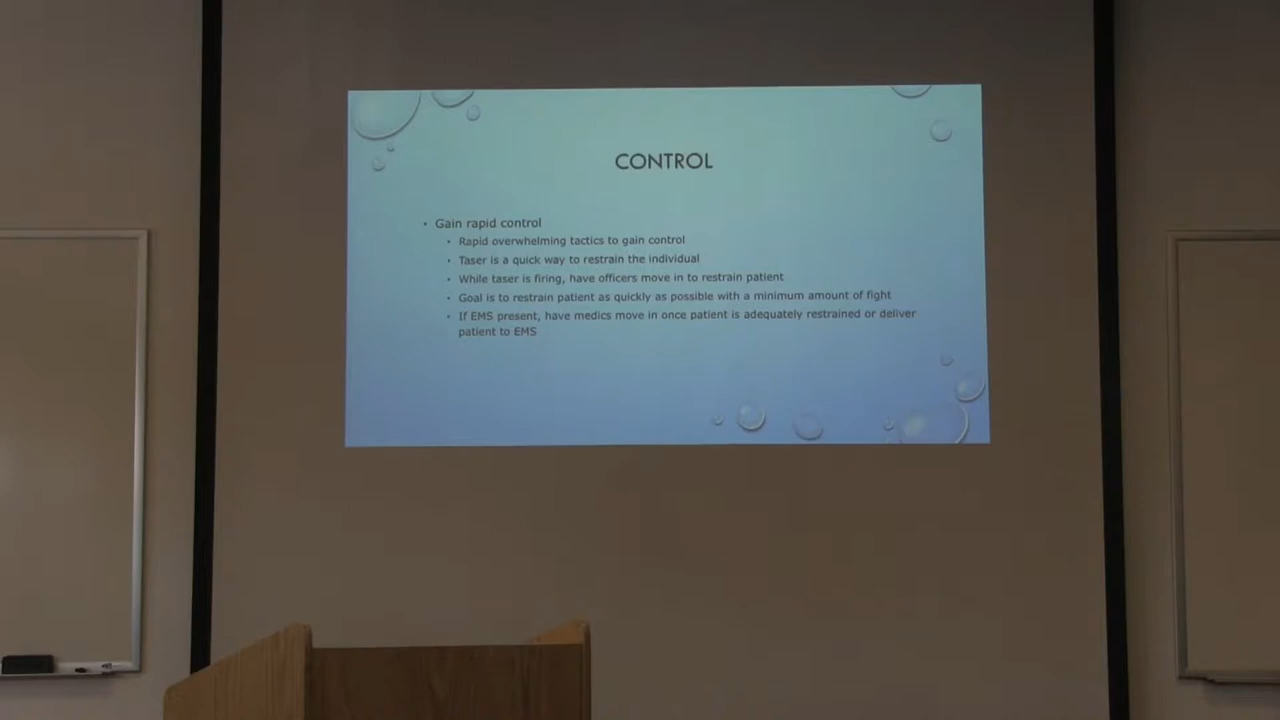 CONTROL
• Gain rapid control
• Rapid overwhelming tactics to gain control
• Taser is a quick way to restrain the individual
• While taser is firing, have officers move in to restrain patient
• Goal is to restrain patient as quickly as possible with a minimum amount of fight
• If EMS present, have medics move in once patient is adequately restrained or deliver
patient to EMS